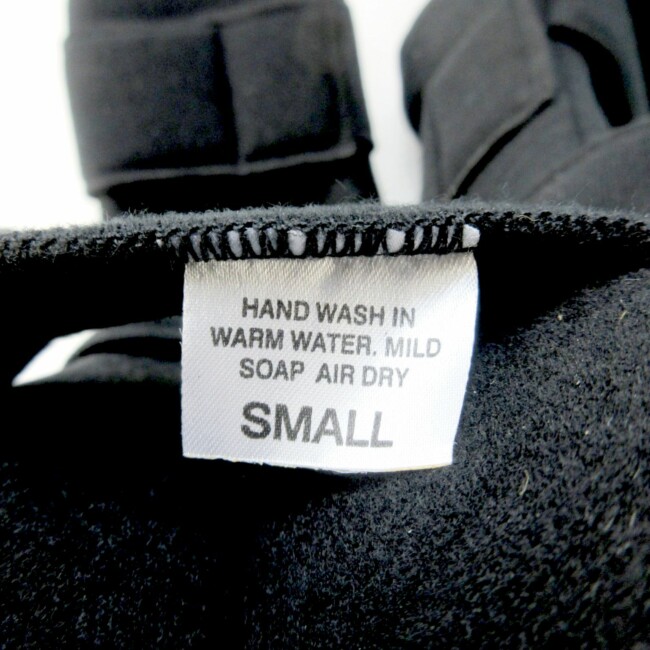 HAND WASH IN
WARM WATER. MILD
SOAP AIR DRY
SMALL